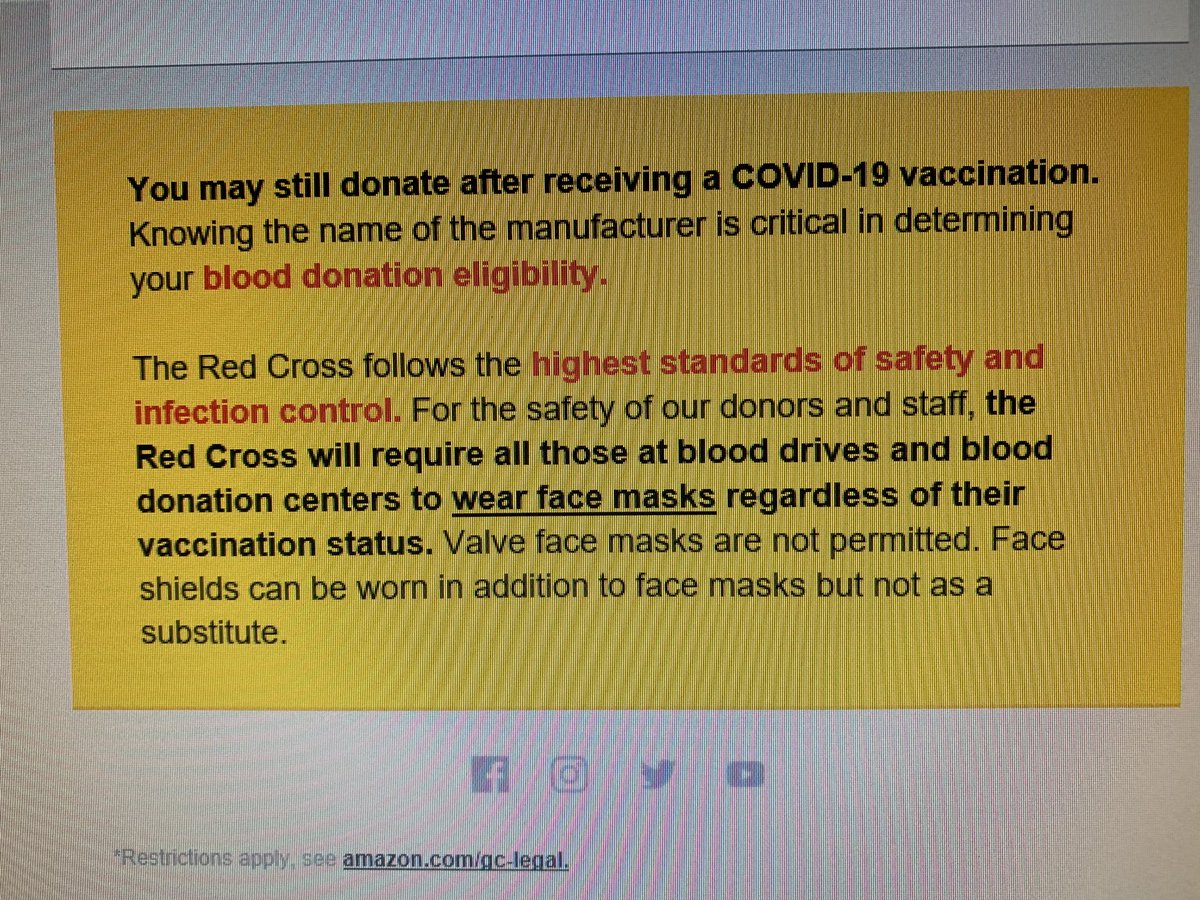 You may still donate after receiving a COVID-19 vaccination.
Knowing the name of the manufacturer is critical in determining
your blood donation eligibility.
The Red Cross follows the highest standards of safety and
infection control. For the safety of our donors and staff, the
Red Cross will require all those at blood drives and blood
donation centers to wear face masks regardless of their
vaccination status. Valve face masks are not permitted. Face
shields can be worn in addition to face masks but not as a
substitute.
*Restrictions apply, see amazon.com/gc-legal.